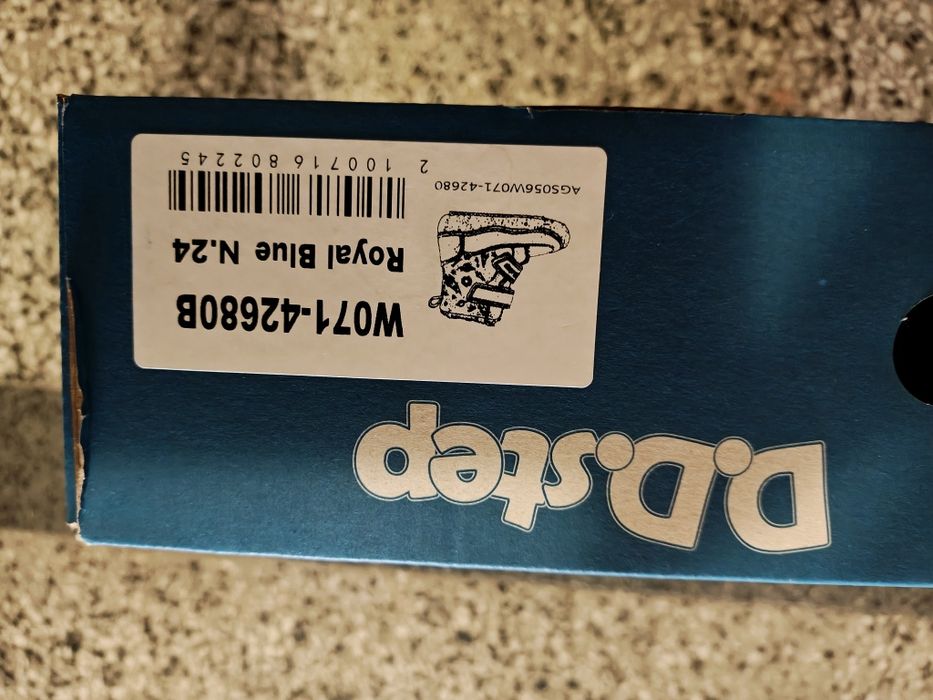 D.D.step
W071-42680B
Royal Blue N.24
AGS056W071-42680
2 100716 802245